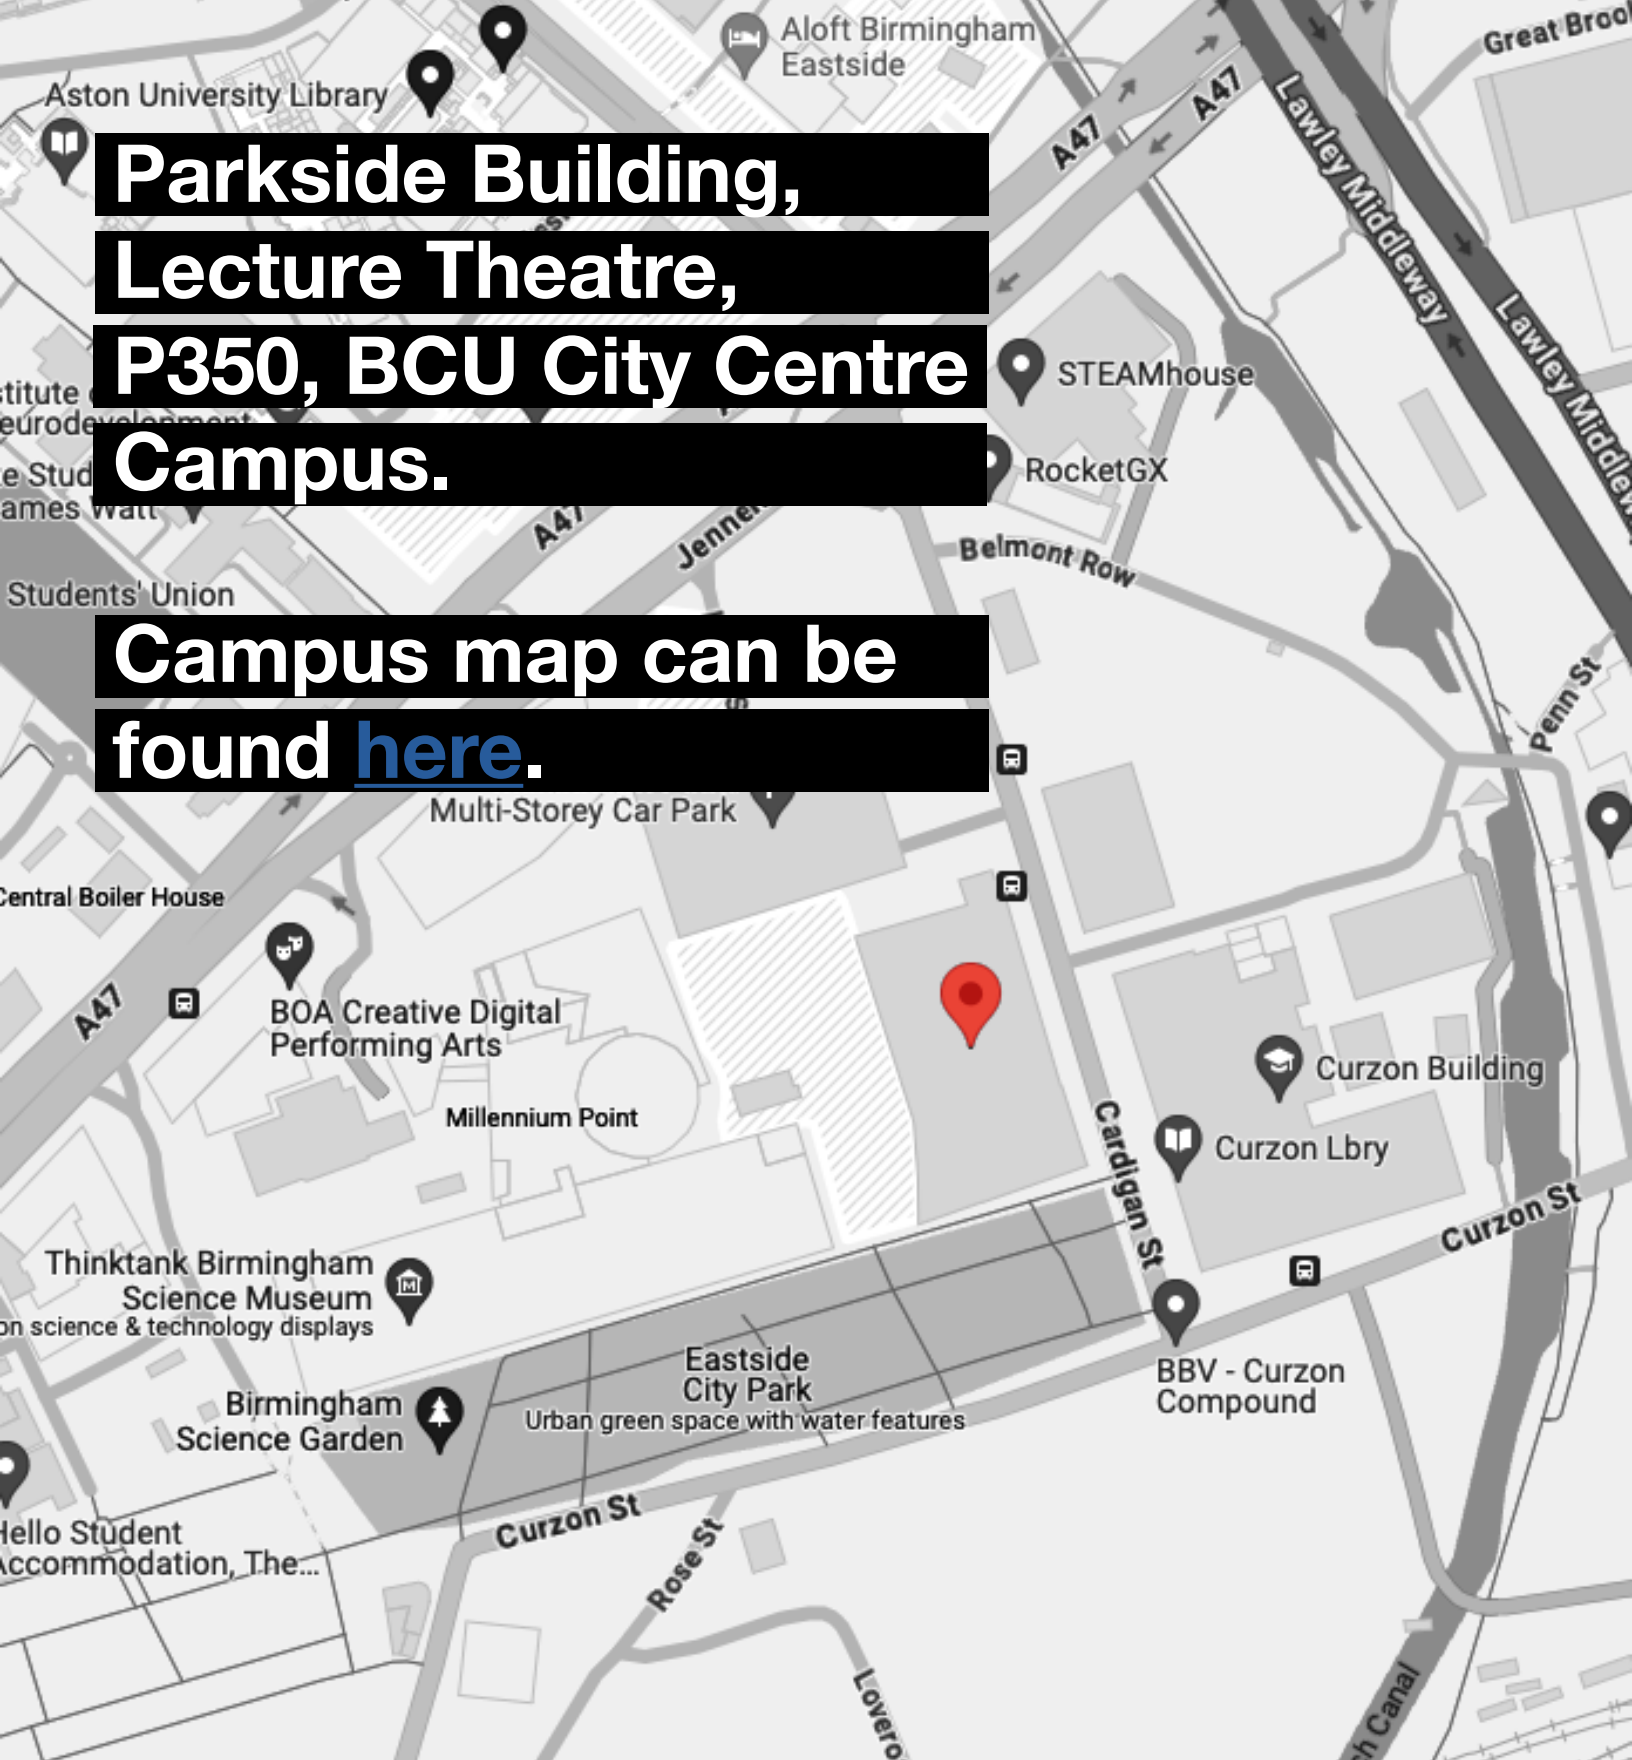 Great Broo
Aloft Birmingham
Eastside
Aston University Library
A47
A47
Lawley Middleway
Parkside Building,
Lecture Theatre,
P350, BCU City Centre
Campus.
Lawley Middlew
STEAMhouse
RocketGX
A47
Jenne
Belmont Row
Students' Union
Campus map can be
found here.
Penn St
Multi-Storey Car Park
Central Boiler House
A47
BOA Creative Digital
Performing Arts
Millennium Point
Curzon Building
Curzon Lbry
Cardigan St
Curzon St
Thinktank Birmingham
Science Museum
on science & technology displays
Eastside
City Park
Urban green space with water features
BBV - Curzon
Compound
Birmingham
Science Garden
Curzon St
Rose St
Hello Student
Accommodation, The...
Lovero
h Canal